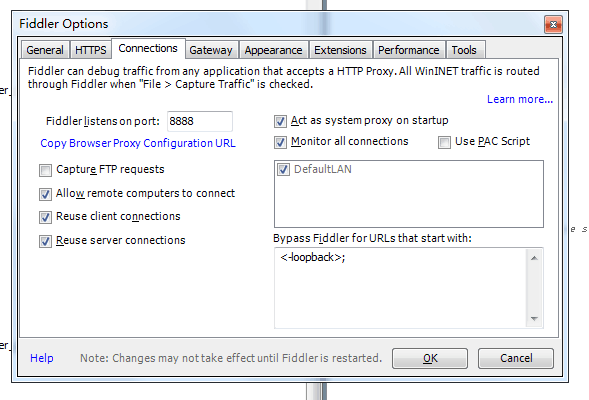 Fiddler Options
General HTTPS Connections Gateway Appearance Extensions Performance Tools
Fiddler can debug traffic from any application that accepts a HTTP Proxy. All WinINET traffic is routed
through Fiddler when "File > Capture Traffic" is checked.
Learn more...
Fiddler listens on port: 8888
Copy Browser Proxy Configuration URL
Capture FTP requests
Allow remote computers to connect
Reuse client connections
Reuse server connections
Act as system proxy on startup
Monitor all connections Use PAC Script
DefaultLAN
Bypass Fiddler for URLs that start with:
<-loopback>;
Help Note: Changes may not take effect until Fiddler is restarted. OK Cancel